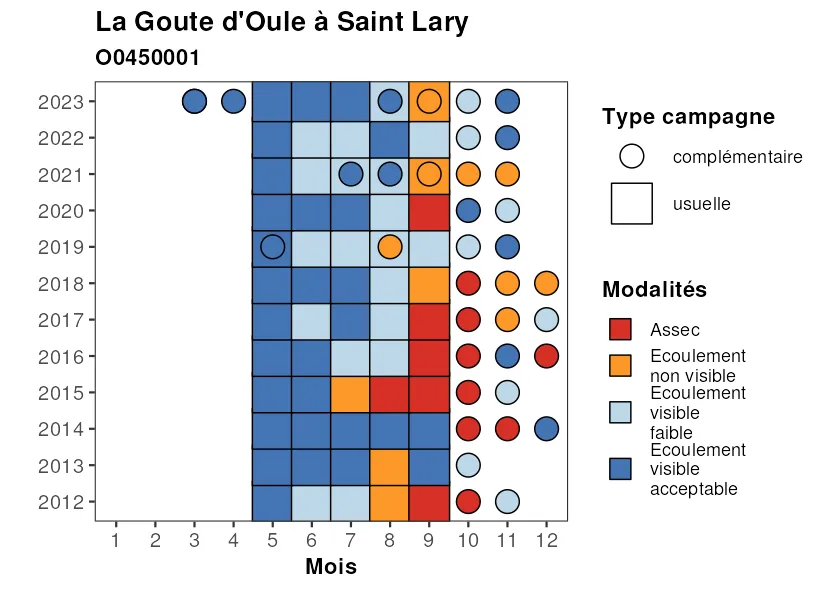 La Goute d'Oule à Saint Lary
O0450001
2023
2022
2021
2020
2019
2018
2017
2016
2015
2014
2013
2012
1 2 3 4 5 6 7 8 9 10 11 12
Mois
Type campagne
complémentaire
usuelle
Modalités
Assec
Ecoulement
non visible
Ecoulement
visible
faible
Ecoulement
visible
acceptable